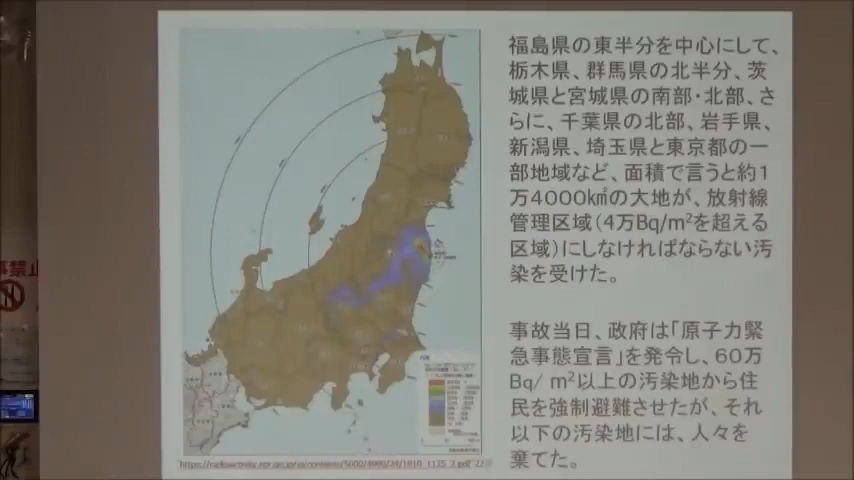 福島県の東半分を中心にして、
栃木県、群馬県の北半分、茨
城県と宮城県の南部・北部、さ
らに、千葉県の北部、岩手県、
新潟県、埼玉県と東京都の一
部地域など、面積で言うと約1
万4000k㎡の大地が、放射線
管理区域(4万Bq/m²を超える
区域)にしなければならない汚
染を受けた。
事故当日、政府は「原子力緊
急事態宣言」を発令し、60万
Bq/ m²以上の汚染地から住
民を強制避難させたが、それ
以下の汚染地には、人々を
棄てた。
禁止